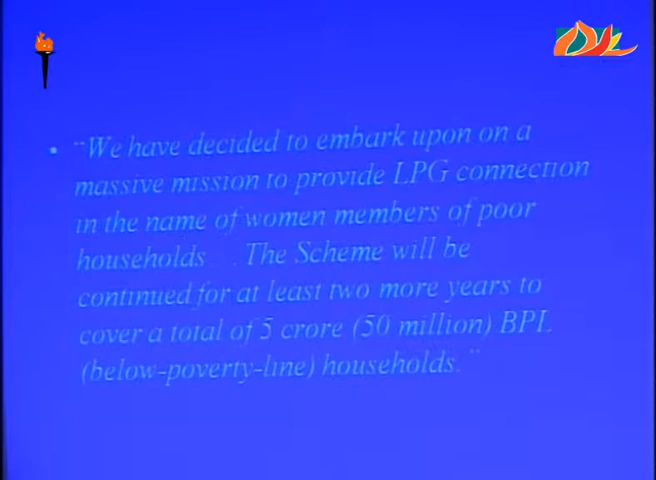 • “We have decided to embark upon on a
massive mission to provide LPG connection
in the name of women members of poor
households... The Scheme will be
continued for at least two more years to
cover a total of 5 crore (50 million) BPL
(below-poverty-line) households.”